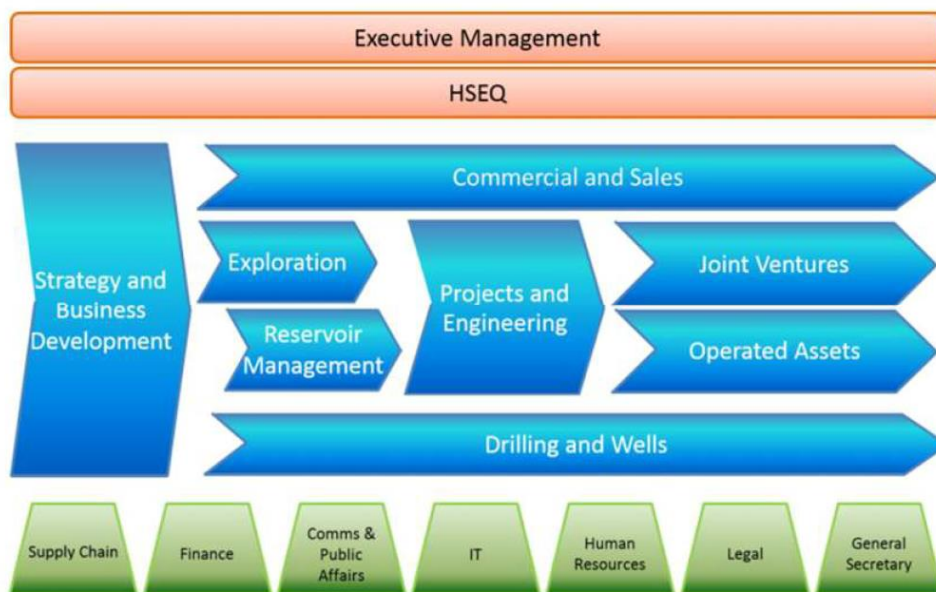 Executive Management
HSEQ
Commercial and Sales
Strategy and
Business
Development
Exploration
Reservoir
Management
Projects and
Engineering
Joint Ventures
Operated Assets
Drilling and Wells
Supply Chain
Finance
Comms &
Public
Affairs
IT
Human
Resources
Legal
General
Secretary